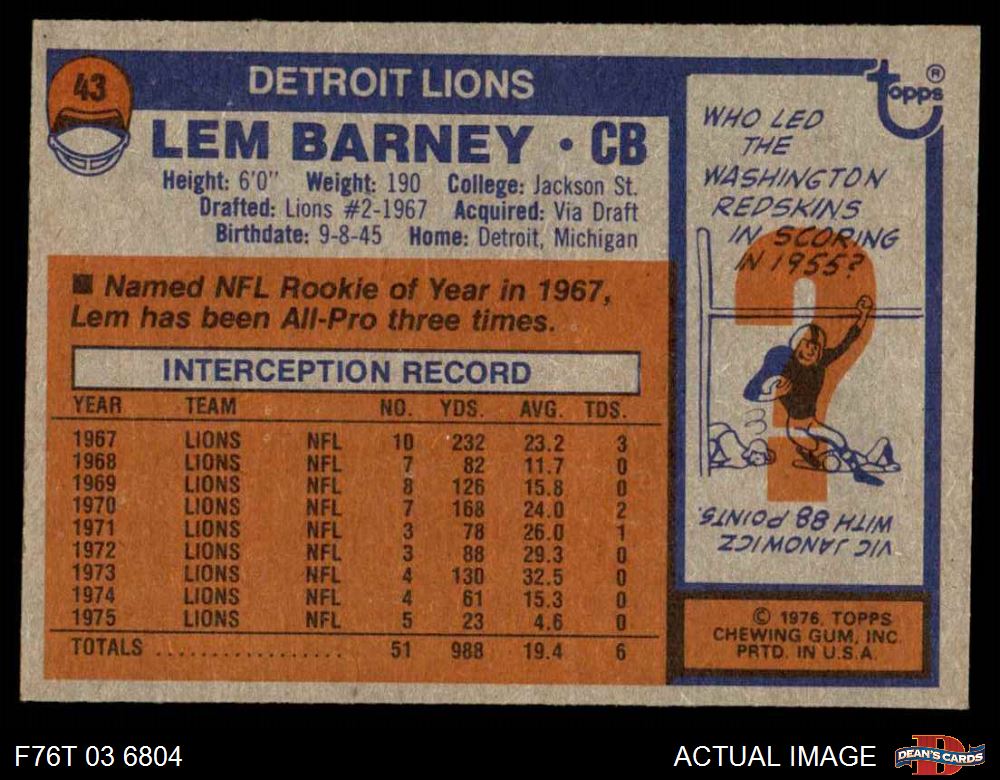 43
DETROIT LIONS
LEM BARNEY • CB
Height: 6'0" Weight: 190 College: Jackson St.
Drafted: Lions #2-1967 Acquired: Via Draft
Birthdate: 9-8-45 Home: Detroit, Michigan
■ Named NFL Rookie of Year in 1967,
Lem has been All-Pro three times.
INTERCEPTION RECORD
YEAR TEAM NO. YDS. AVG. TDS.
1967 LIONS NFL 10 232 23.2 3
1968 LIONS NFL 7 82 11.7 0
1969 LIONS NFL 8 126 15.8 0
1970 LIONS NFL 7 168 24.0 2
1971 LIONS NFL 3 78 26.0 1
1972 LIONS NFL 3 88 29.3 0
1973 LIONS NFL 4 130 32.5 0
1974 LIONS NFL 4 61 15.3 0
1975 LIONS NFL 5 23 4.6 0
TOTALS .................. 51 988 19.4 6
topps®
WHO LED
THE
WASHINGTON
REDSKINS
IN SCORING
IN 1955?
?
VIC JANOWICZ
WITH 88 POINTS.
© 1976, TOPPS
CHEWING GUM, INC.
PRTD. IN U.S.A.
F76T 03 6804
ACTUAL IMAGE
D
DEAN'S CARDS